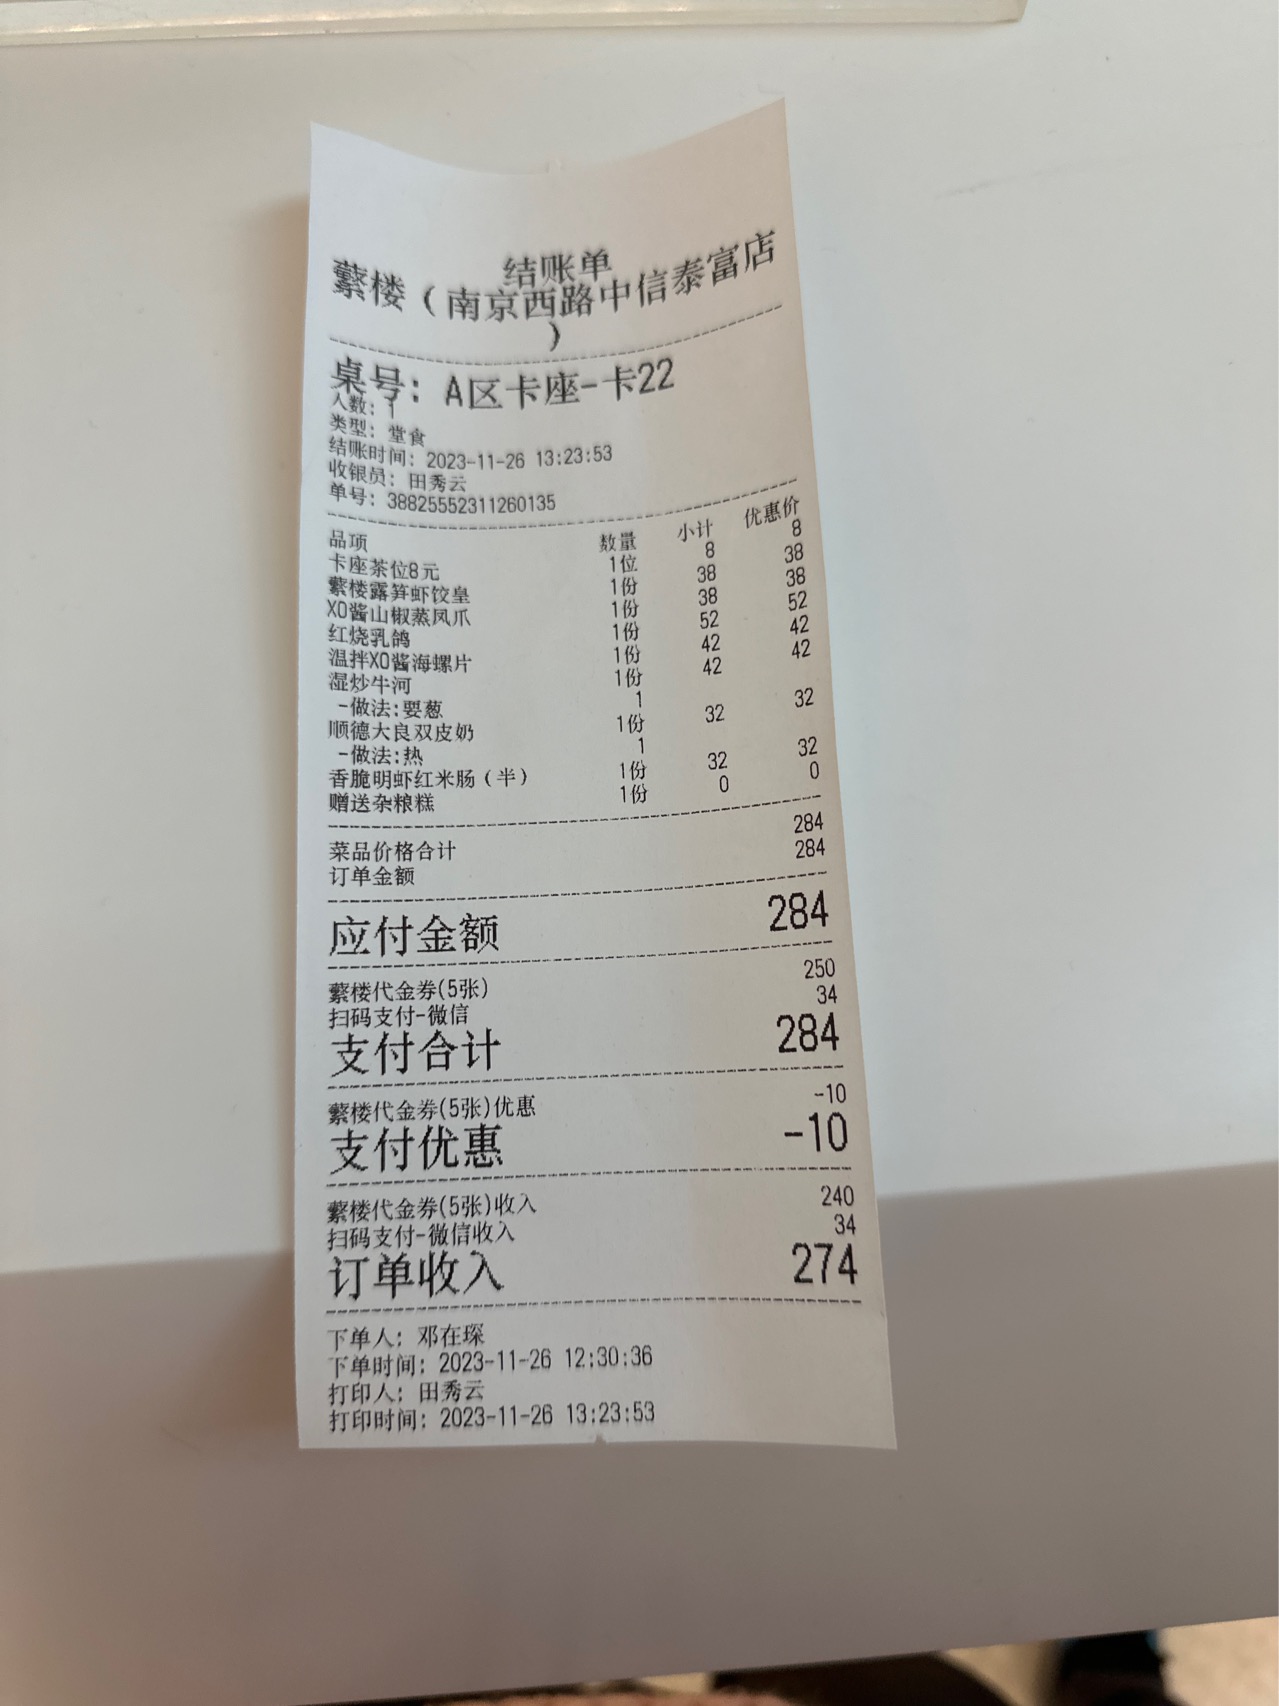 结账单
蘩楼（南京西路中信泰富店
）
桌号：A区卡座-卡22
人数：1
类型：堂食
结账时间：2023-11-26 13:23:53
收银员：田秀云
单号：38825552311260135
品项 数量 小计 优惠价
卡座茶位8元 1位 8 8
蘩楼露笋虾饺皇 1份 38 38
XO酱山椒蒸凤爪 1份 38 38
红烧乳鸽 1份 52 52
温拌XO酱海螺片 1份 42 42
湿炒牛河 1份 42 42
-做法:要葱 1
顺德大良双皮奶 1份 32 32
-做法:热 1
香脆明虾红米肠（半） 1份 32 32
赠送杂粮糕 1份 0 0
菜品价格合计 284
订单金额 284
应付金额 284
蘩楼代金券(5张) 250
扫码支付-微信 34
支付合计 284
蘩楼代金券(5张)优惠 -10
支付优惠 -10
蘩楼代金券(5张)收入 240
扫码支付-微信收入 34
订单收入 274
下单人：邓在琛
下单时间：2023-11-26 12:30:36
打印人：田秀云
打印时间：2023-11-26 13:23:53